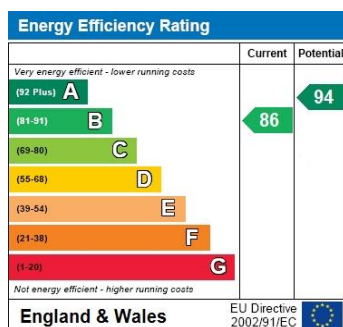 Energy Efficiency Rating
Current Potential
Very energy efficient - lower running costs
(92 Plus) A
94
(81-91) B
86
(69-80) C
(55-68) D
(39-54) E
(21-38) F
(1-20) G
Not energy efficient - higher running costs
England & Wales
EU Directive
2002/91/EC